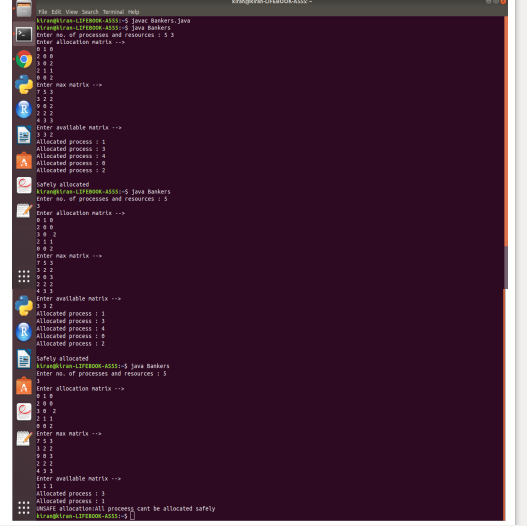 kiran@kiran-LIFEBOOK-A555: ~
File Edit View Search Terminal Help
kiran@kiran-LIFEBOOK-A555:~$ javac Bankers.java
kiran@kiran-LIFEBOOK-A555:~$ java Bankers
Enter no. of processes and resources : 5 3
Enter allocation matrix -->
0 1 0
2 0 0
3 0 2
2 1 1
0 0 2
Enter max matrix -->
7 5 3
3 2 2
9 0 2
2 2 2
4 3 3
Enter available matrix -->
3 3 2
Allocated process : 1
Allocated process : 3
Allocated process : 4
Allocated process : 0
Allocated process : 2
Safely allocated
kiran@kiran-LIFEBOOK-A555:~$ java Bankers
Enter no. of processes and resources : 5
3
Enter allocation matrix -->
0 1 0
2 0 0
3 0  2
2 1 1
0 0 2
Enter max matrix -->
7 5 3
3 2 2
9 0 3
2 2 2
4 3 3
Enter available matrix -->
3 3 2
Allocated process : 1
Allocated process : 3
Allocated process : 4
Allocated process : 0
Allocated process : 2
Safely allocated
kiran@kiran-LIFEBOOK-A555:~$ java Bankers
Enter no. of processes and resources : 5
3
Enter allocation matrix -->
0 1 0
2 0 0
3 0  2
2 1 1
0 0 2
Enter max matrix -->
7 5 3
3 2 2
9 0 3
2 2 2
4 3 3
Enter available matrix -->
1 1 1
Allocated process : 3
Allocated process : 1
UNSAFE allocation:All proceess cant be allocated safely
kiran@kiran-LIFEBOOK-A555:~$